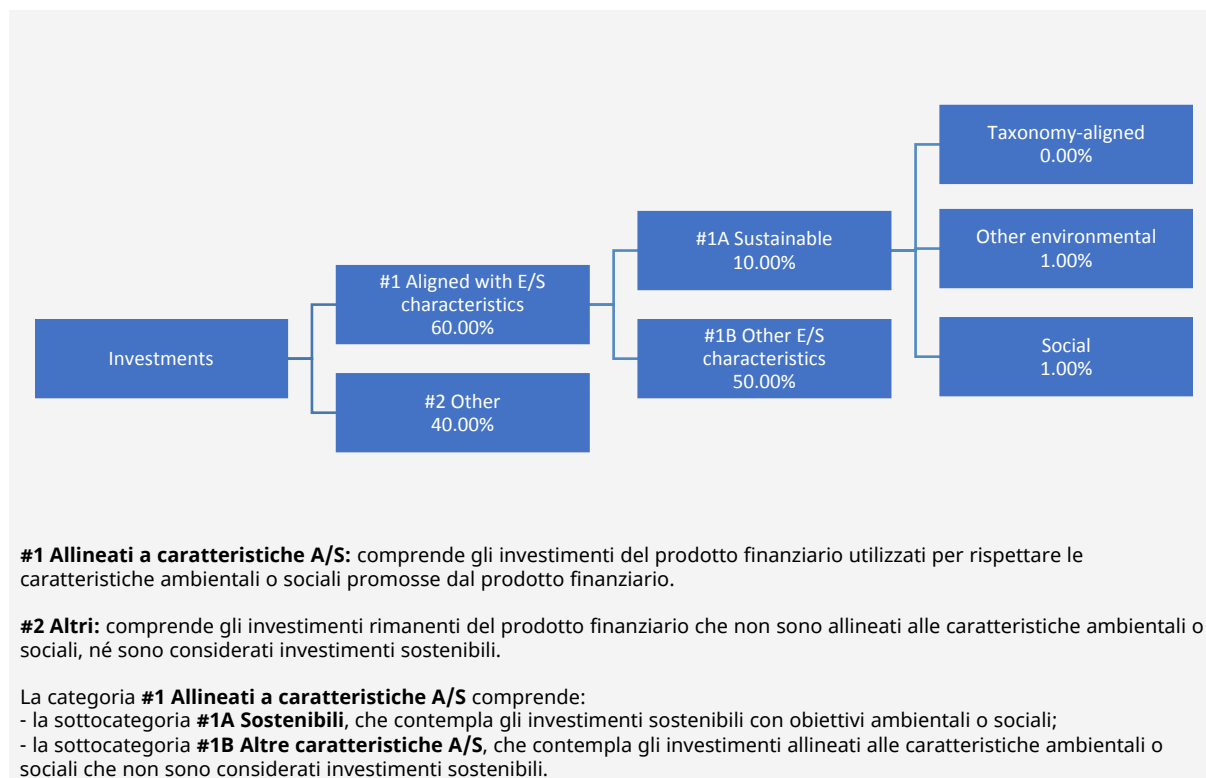 Taxonomy-aligned
0.00%
#1A Sustainable
10.00%
Other environmental
1.00%
#1 Aligned with E/S
characteristics
60.00%
Investments
#1B Other E/S
characteristics
50.00%
Social
1.00%
#2 Other
40.00%
#1 Allineati a caratteristiche A/S: comprende gli investimenti del prodotto finanziario utilizzati per rispettare le
caratteristiche ambientali o sociali promosse dal prodotto finanziario.
#2 Altri: comprende gli investimenti rimanenti del prodotto finanziario che non sono allineati alle caratteristiche ambientali o
sociali, né sono considerati investimenti sostenibili.
La categoria #1 Allineati a caratteristiche A/S comprende:
- la sottocategoria #1A Sostenibili, che contempla gli investimenti sostenibili con obiettivi ambientali o sociali;
- la sottocategoria #1B Altre caratteristiche A/S, che contempla gli investimenti allineati alle caratteristiche ambientali o
sociali che non sono considerati investimenti sostenibili.